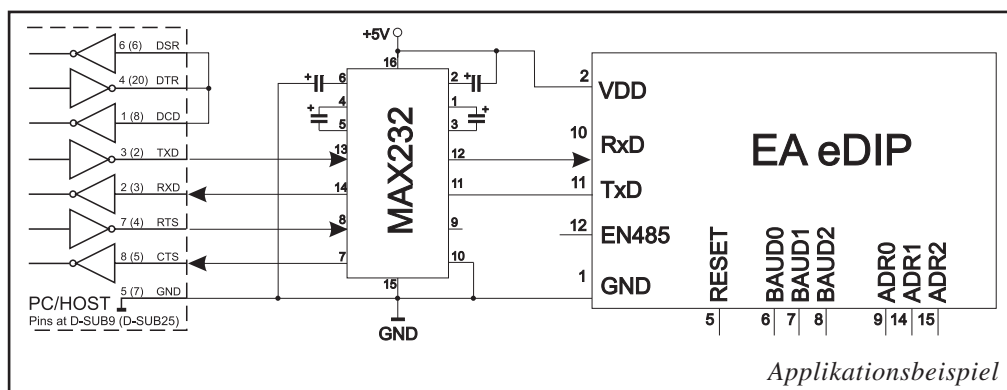 +5V
6 (6) DSR
4 (20) DTR
1 (8) DCD
3 (2) TXD
2 (3) RXD
7 (4) RTS
8 (5) CTS
5 (7) GND
PC/HOST
Pins at D-SUB9 (D-SUB25)
16
6
+
4
+
5
13
14
8
7
15
MAX232
2
+
1
+
3
12
11
9
10
GND
EA eDIP
2 VDD
10 RxD
11 TxD
12 EN485
1 GND
RESET
BAUD0
BAUD1
BAUD2
ADR0
ADR1
ADR2
5
6
7
8
9
14
15
Applikationsbeispiel